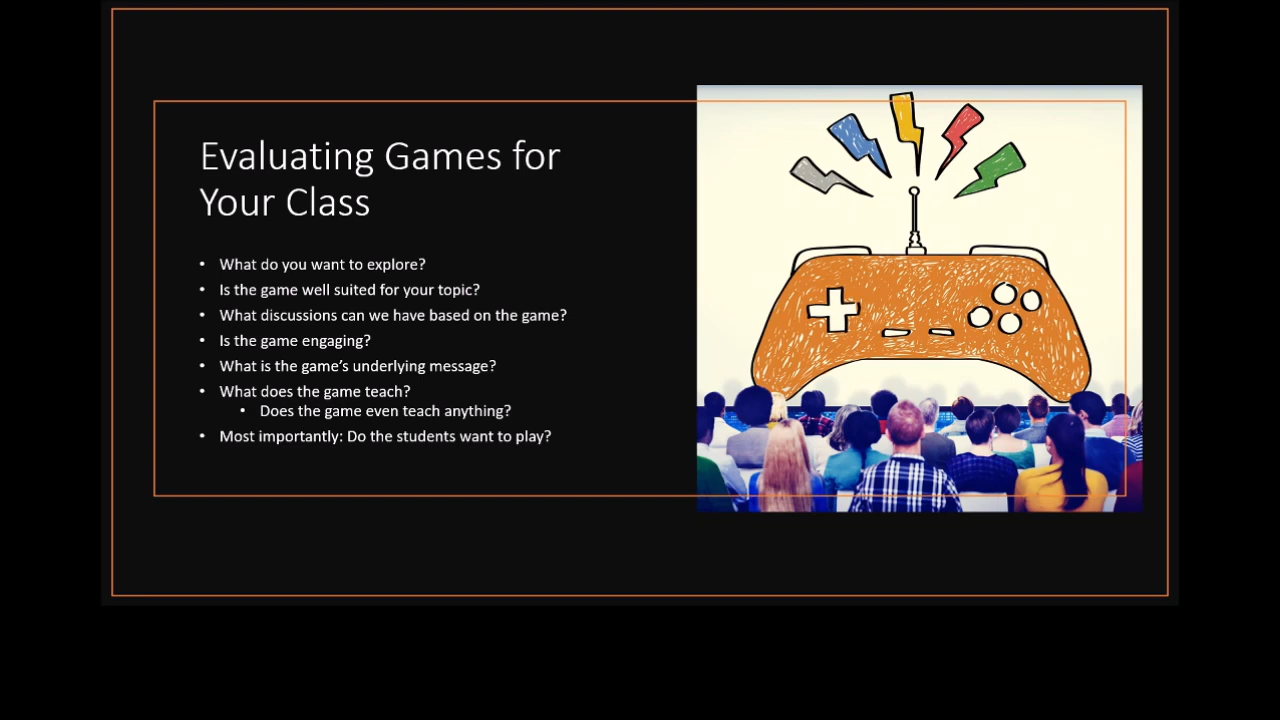 Evaluating Games for
Your Class
• What do you want to explore?
• Is the game well suited for your topic?
• What discussions can we have based on the game?
• Is the game engaging?
• What is the game’s underlying message?
• What does the game teach?
• Does the game even teach anything?
• Most importantly: Do the students want to play?